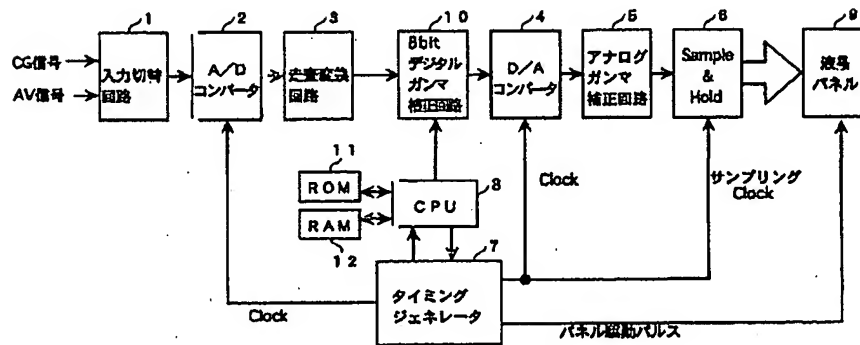 1
2
3
10
4
5
6
9
CG信号
AV信号
入力切替
回路
A/D
コンバータ
走査変換
回路
8bit
デジタル
ガンマ
補正回路
D/A
コンバータ
アナログ
ガンマ
補正回路
Sample
&
Hold
液晶
パネル
11
ROM
RAM
12
CPU
8
Clock
サンプリング
Clock
7
タイミング
ジェネレータ
Clock
パネル駆動パルス